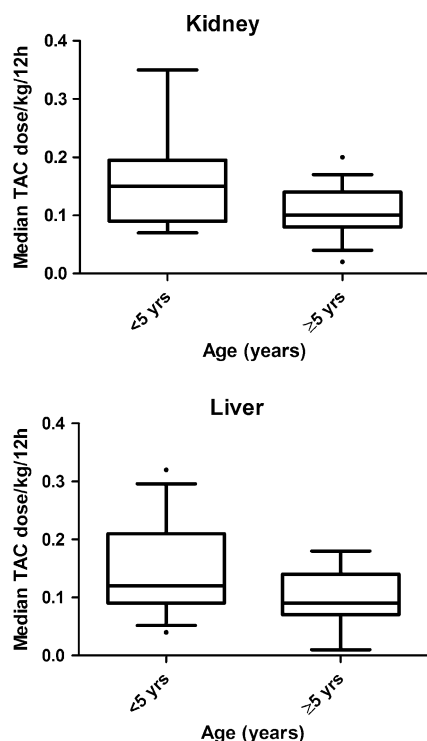 Kidney
Median TAC dose/kg/12h
0.4
0.3
0.2
0.1
0.0
<5 yrs
≥5 yrs
Age (years)
Liver
Median TAC dose/kg/12h
0.4
0.3
0.2
0.1
0.0
<5 yrs
≥5 yrs
Age (years)